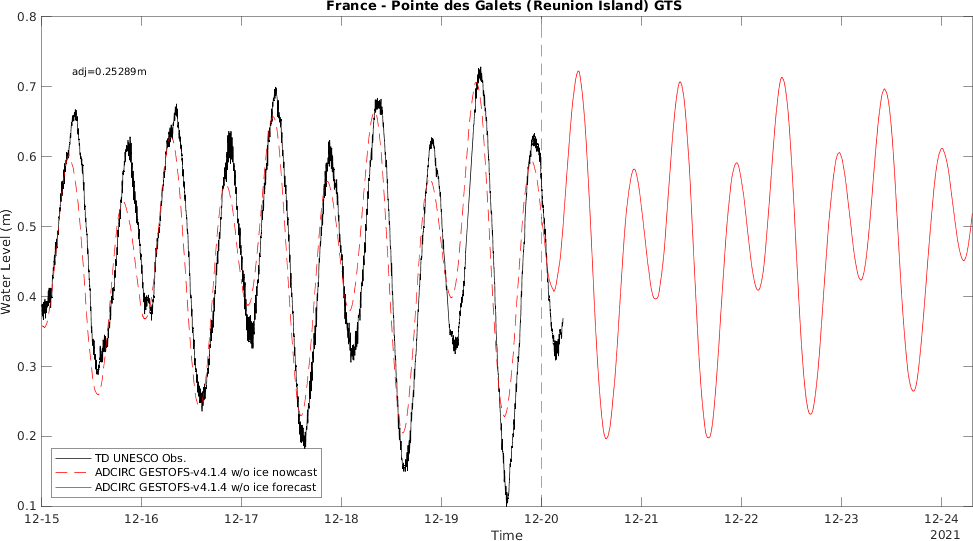 France - Pointe des Galets (Reunion Island) GTS
0.8
adj=0.25289m
0.7
0.6
0.5
0.4
0.3
0.2
0.1
Water Level (m)
TD UNESCO Obs.
ADCIRC GESTOFS-v4.1.4 w/o ice nowcast
ADCIRC GESTOFS-v4.1.4 w/o ice forecast
12-15 12-16 12-17 12-18 12-19 12-20 12-21 12-22 12-23 12-24
Time
2021